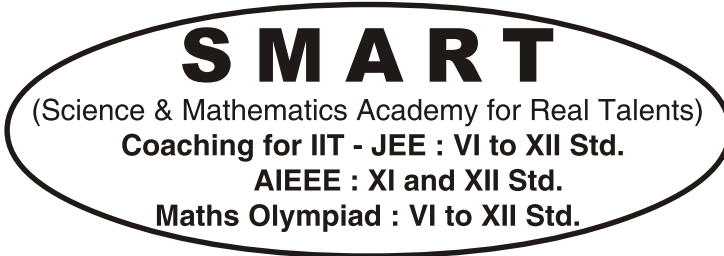 SMART
(Science & Mathematics Academy for Real Talents)
Coaching for IIT - JEE : VI to XII Std.
AIEEE : XI and XII Std.
Maths Olympiad : VI to XII Std.